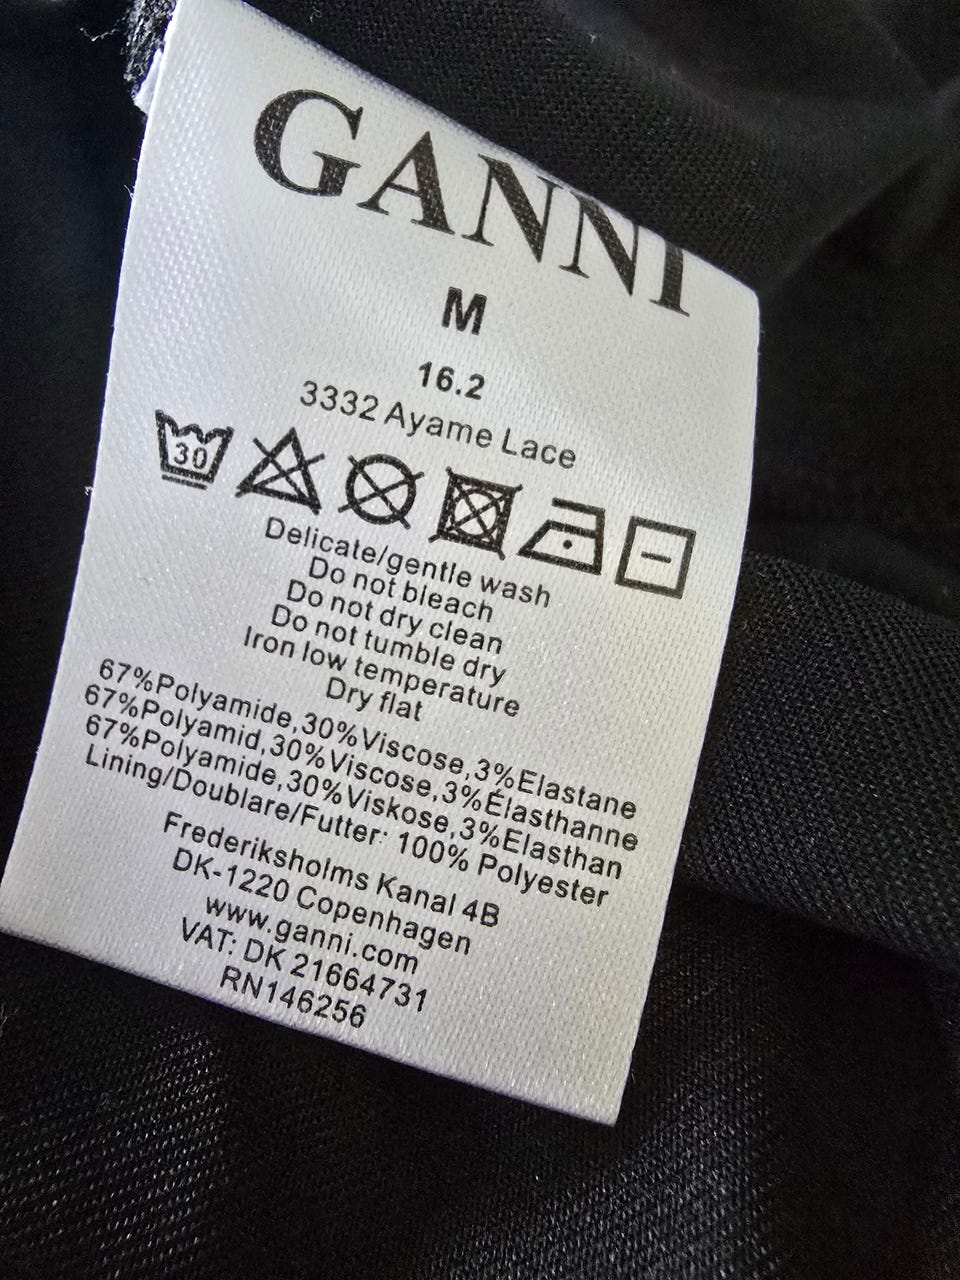 GANNI
M
16.2
3332 Ayame Lace
30
Delicate/gentle wash
Do not bleach
Do not dry clean
Do not tumble dry
Iron low temperature
Dry flat
67%Polyamide,30%Viscose,3%Elastane
67%Polyamid,30%Viscose,3%Élasthanne
67%Polyamide,30%Viskose,3%Elasthan
Lining/Doublare/Futter: 100% Polyester
Frederiksholms Kanal 4B
DK-1220 Copenhagen
www.ganni.com
VAT: DK 21664731
RN146256